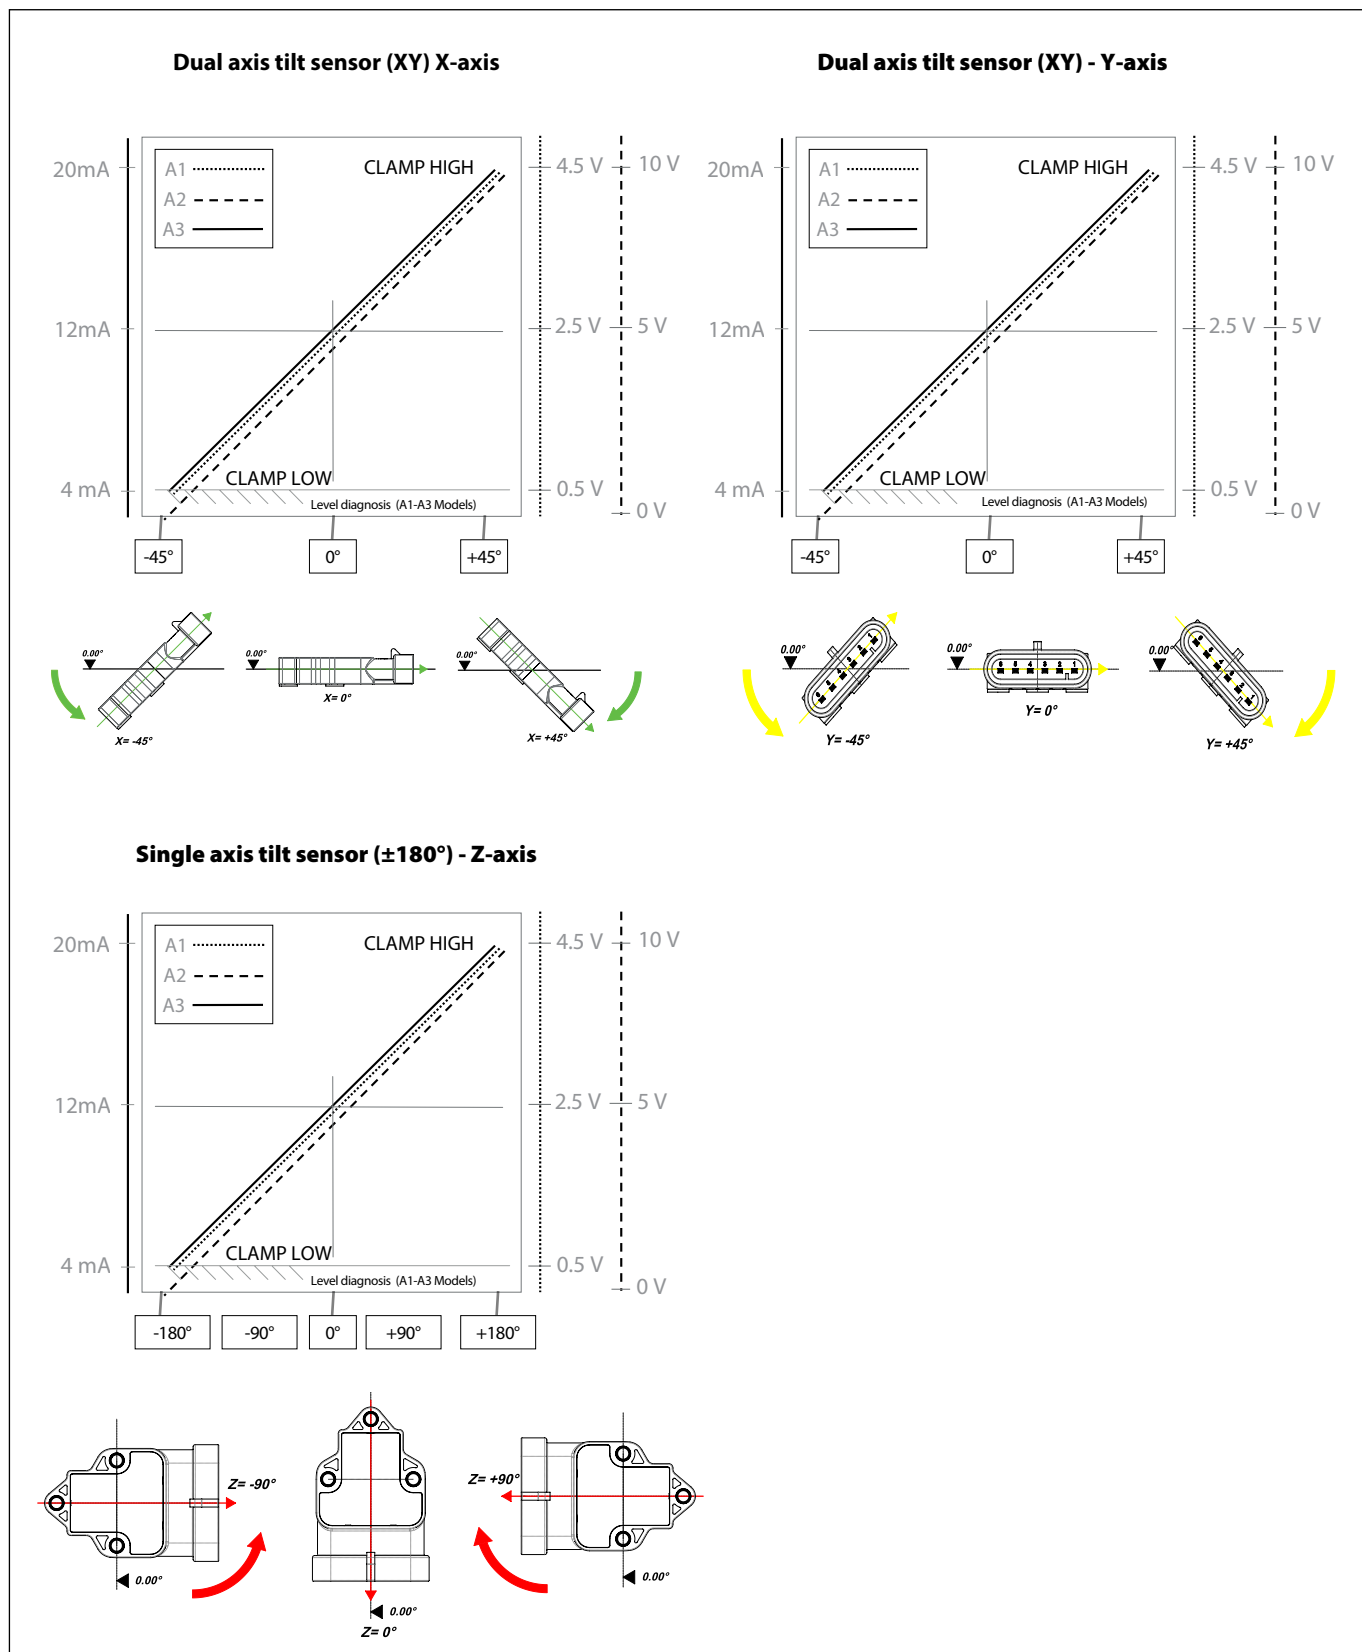 Dual axis tilt sensor (XY) X-axis
20mA
12mA
4 mA
A1
A2
A3
CLAMP HIGH
CLAMP LOW
Level diagnosis (A1-A3 Models)
4.5 V
2.5 V
0.5 V
10 V
5 V
0 V
-45°
0°
+45°
0.00°
X= -45°
0.00°
X= 0°
0.00°
X= +45°
Dual axis tilt sensor (XY) - Y-axis
20mA
12mA
4 mA
A1
A2
A3
CLAMP HIGH
CLAMP LOW
Level diagnosis (A1-A3 Models)
4.5 V
2.5 V
0.5 V
10 V
5 V
0 V
-45°
0°
+45°
0.00°
Y= -45°
0.00°
6 5 4 3 2 1
Y= 0°
0.00°
Y= +45°
Single axis tilt sensor (±180°) - Z-axis
20mA
12mA
4 mA
A1
A2
A3
CLAMP HIGH
CLAMP LOW
Level diagnosis (A1-A3 Models)
4.5 V
2.5 V
0.5 V
10 V
5 V
0 V
-180°
-90°
0°
+90°
+180°
Z= -90°
0.00°
0.00°
Z= 0°
Z= +90°
0.00°